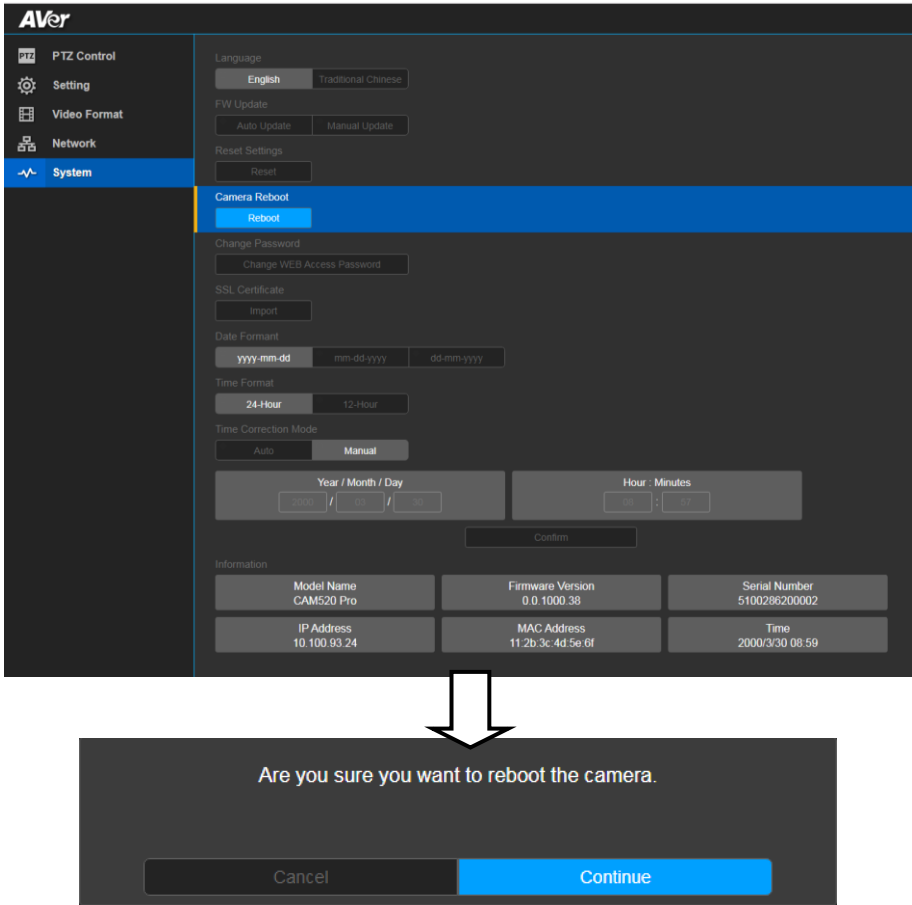 AVer
PTZ PTZ Control
Setting
Video Format
Network
System
Language
English Traditional Chinese
FW Update
Auto Update Manual Update
Reset Settings
Reset
Camera Reboot
Reboot
Change Password
Change WEB Access Password
SSL Certificate
Import
Date Formant
yyyy-mm-dd mm-dd-yyyy dd-mm-yyyy
Time Format
24-Hour 12-Hour
Time Correction Mode
Auto Manual
Year / Month / Day Hour : Minutes
2000 / 03 / 30 : 57
Confirm
Information
Model Name Firmware Version Serial Number
CAM520 Pro 0.0.1000.38 5100286200002
IP Address MAC Address Time
10.100.93.24 11:2b:3c:4d:5e:6f 2000/3/30 08:59
Are you sure you want to reboot the camera.
Cancel Continue